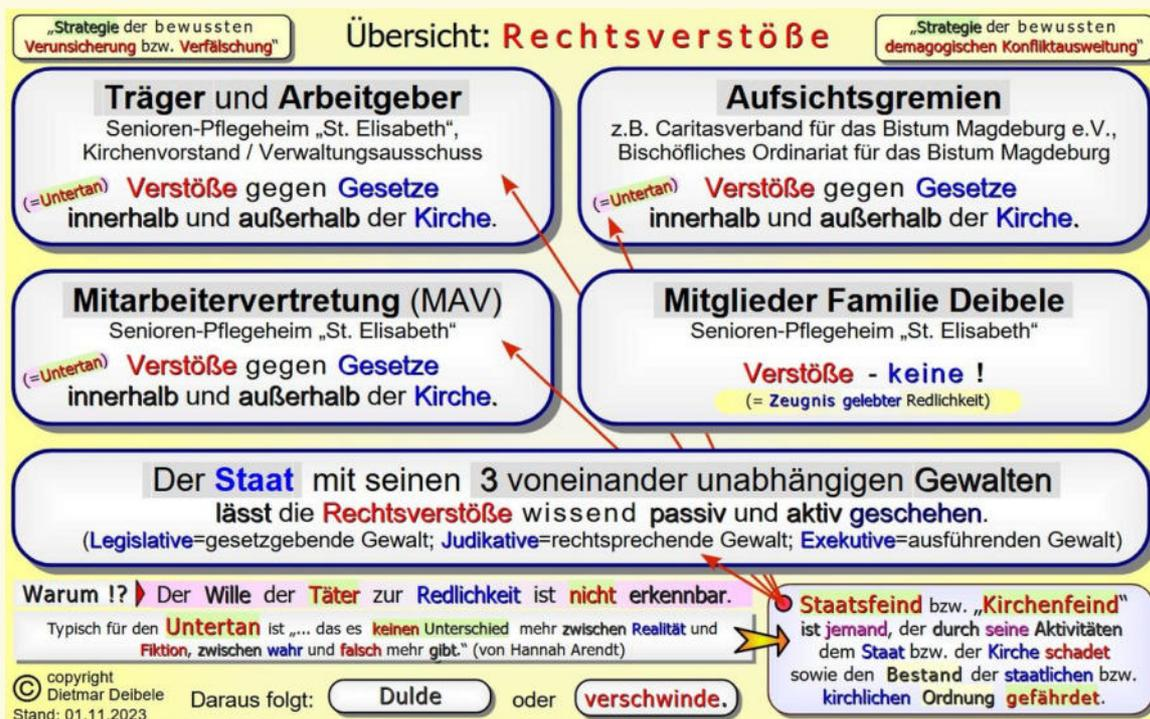 „Strategie der bewussten
Verunsicherung bzw. Verfälschung“
Übersicht: Rechtsverstöße
„Strategie der bewussten
demagogischen Konfliktausweitung“
Träger und Arbeitgeber
Senioren-Pflegeheim „St. Elisabeth“,
Kirchenvorstand / Verwaltungsausschuss
(=Untertan) Verstöße gegen Gesetze
innerhalb und außerhalb der Kirche.
Aufsichtsgremien
z.B. Caritasverband für das Bistum Magdeburg e.V.,
Bischöfliches Ordinariat für das Bistum Magdeburg
(=Untertan) Verstöße gegen Gesetze
innerhalb und außerhalb der Kirche.
Mitarbeitervertretung (MAV)
Senioren-Pflegeheim „St. Elisabeth“
(=Untertan) Verstöße gegen Gesetze
innerhalb und außerhalb der Kirche.
Mitglieder Familie Deibele
Senioren-Pflegeheim „St. Elisabeth“
Verstöße - keine !
(= Zeugnis gelebter Redlichkeit)
Der Staat mit seinen 3 voneinander unabhängigen Gewalten
lässt die Rechtsverstöße wissend passiv und aktiv geschehen.
(Legislative=gesetzgebende Gewalt; Judikative=rechtsprechende Gewalt; Exekutive=ausführenden Gewalt)
Warum !? Der Wille der Täter zur Redlichkeit ist nicht erkennbar.
Typisch für den Untertan ist „... das es keinen Unterschied mehr zwischen Realität und
Fiktion, zwischen wahr und falsch mehr gibt.“ (von Hannah Arendt)
Staatsfeind bzw. „Kirchenfeind“
ist jemand, der durch seine Aktivitäten
dem Staat bzw. der Kirche schadet
sowie den Bestand der staatlichen bzw.
kirchlichen Ordnung gefährdet.
© copyright
Dietmar Deibele
Stand: 01.11.2023
Daraus folgt: Dulde oder verschwinde.